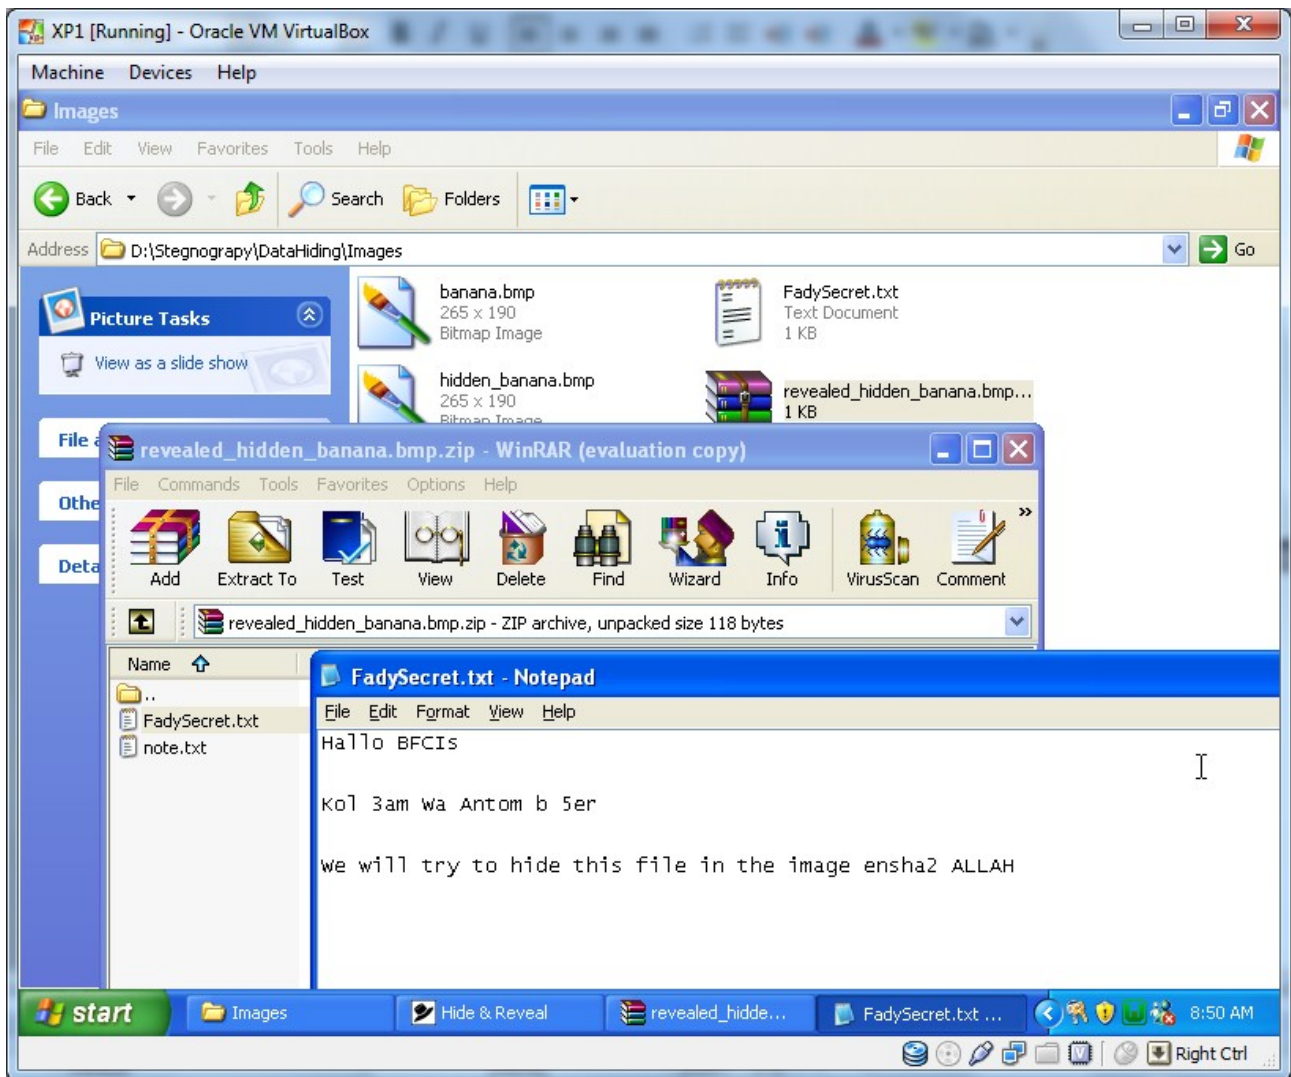 XP1 [Running] - Oracle VM VirtualBox
Machine Devices Help
Images
File Edit View Favorites Tools Help
Back Search Folders
Address D:\Stegnograpy\DataHiding\Images Go
Picture Tasks
View as a slide show
File
Othe
Deta
banana.bmp
265 x 190
Bitmap Image
FadySecret.txt
Text Document
1 KB
hidden_banana.bmp
265 x 190
Bitmap Image
revealed_hidden_banana.bmp...
1 KB
revealed_hidden_banana.bmp.zip - WinRAR (evaluation copy)
File Commands Tools Favorites Options Help
Add Extract To Test View Delete Find Wizard Info VirusScan Comment
revealed_hidden_banana.bmp.zip - ZIP archive, unpacked size 118 bytes
Name
..
FadySecret.txt
note.txt
FadySecret.txt - Notepad
File Edit Format View Help
Hallo BFCIs
Kol 3am Wa Antom b 5er
We will try to hide this file in the image ensha2 ALLAH
start Images Hide & Reveal revealed_hidde... FadySecret.txt ... 8:50 AM
Right Ctrl